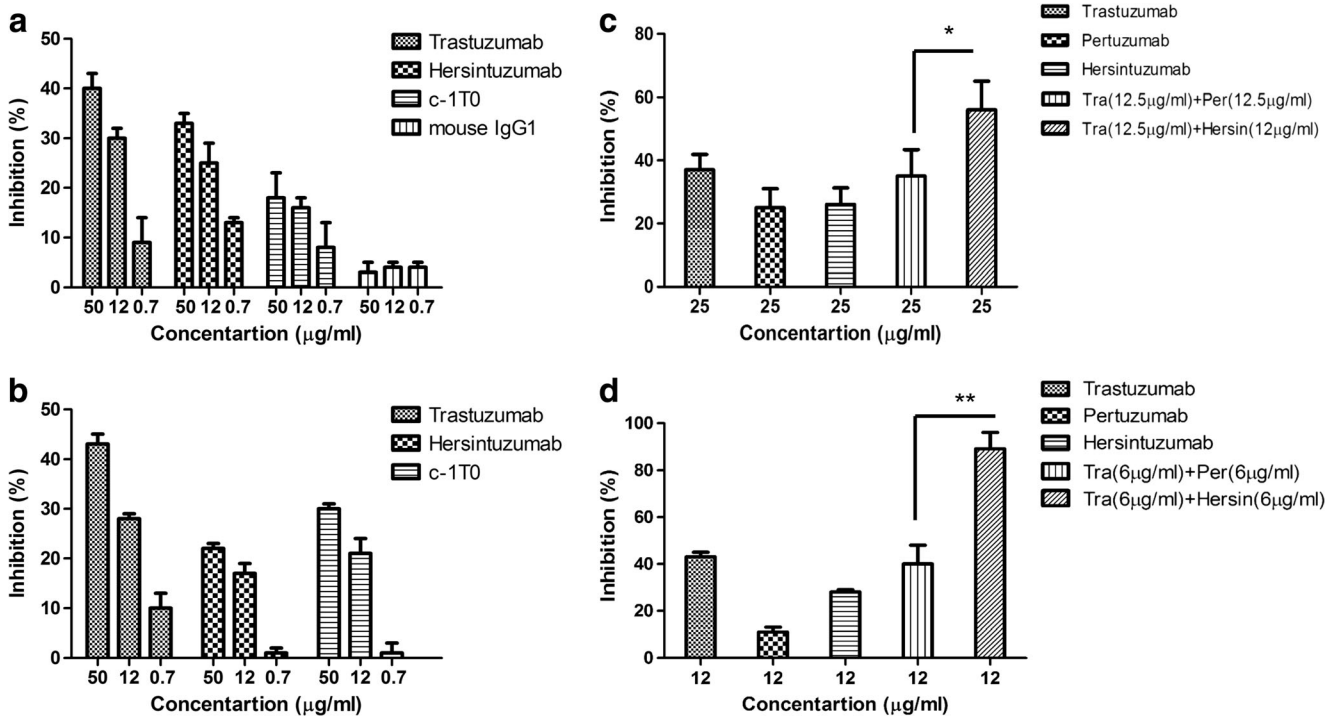 a
50
40
30
20
10
0
Inhibition (%)
50 12 0.7 50 12 0.7 50 12 0.7 50 12 0.7
Concentartion (μg/ml)
Trastuzumab
Hersintuzumab
c-1T0
mouse IgG1
c
80
60
40
20
0
Inhibition (%)
*
25 25 25 25 25
Concentartion (μg/ml)
Trastuzumab
Pertuzumab
Hersintuzumab
Tra(12.5μg/ml)+Per(12.5μg/ml)
Tra(12.5μg/ml)+Hersin(12μg/ml)
b
50
40
30
20
10
0
Inhibition (%)
50 12 0.7 50 12 0.7 50 12 0.7
Concentartion (μg/ml)
Trastuzumab
Hersintuzumab
c-1T0
d
100
80
60
40
20
0
Inhibition (%)
**
12 12 12 12 12
Concentartion (μg/ml)
Trastuzumab
Pertuzumab
Hersintuzumab
Tra(6μg/ml)+Per(6μg/ml)
Tra(6μg/ml)+Hersin(6μg/ml)